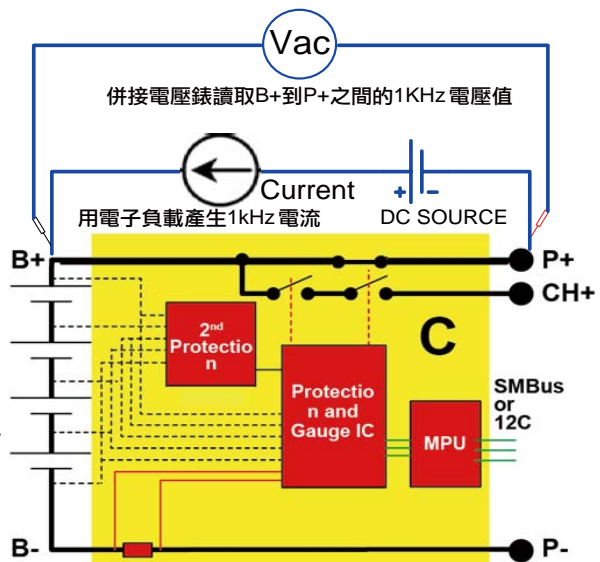 Vac
併接電壓錶讀取B+到P+之間的1KHz 電壓值
Current
+ -
用電子負載產生1kHz 電流
DC SOURCE
B+
P+
CH+
2nd
Protectio
n
C
Protectio
n and
Gauge IC
MPU
SMBus
or
12C
B-
P-